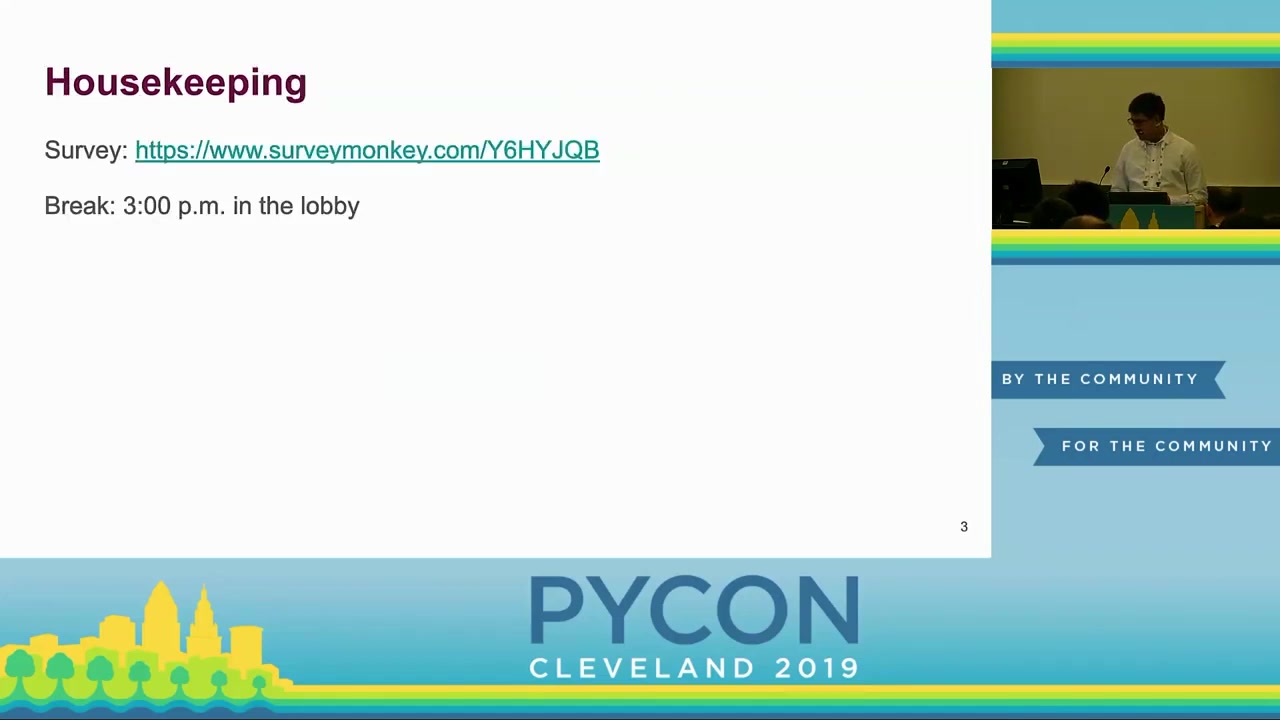 Housekeeping
Survey: https://www.surveymonkey.com/Y6HYJQB
Break: 3:00 p.m. in the lobby
3
BY THE COMMUNITY
FOR THE COMMUNITY
PYCON
CLEVELAND 2019